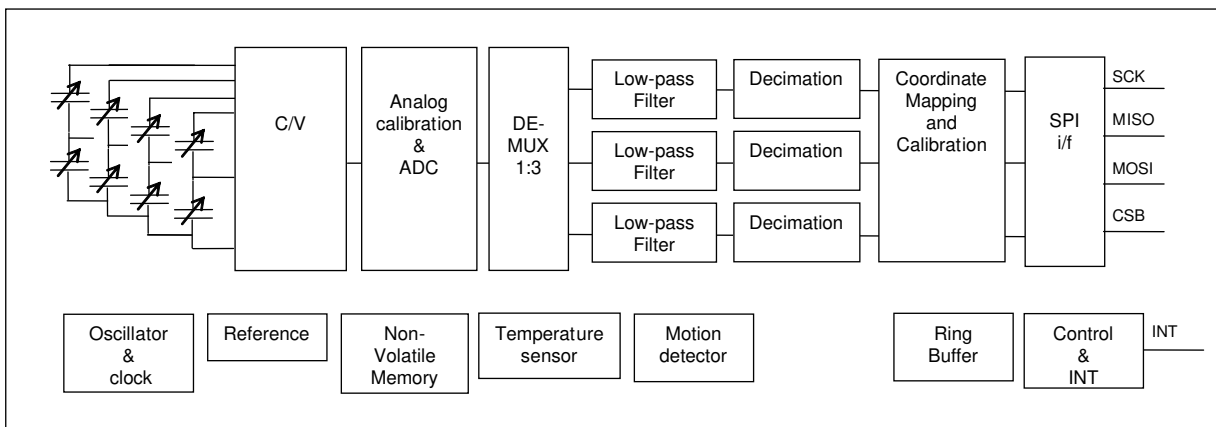 C/V
Analog
calibration
&
ADC
DE-
MUX
1:3
Low-pass
Filter
Decimation
Low-pass
Filter
Decimation
Low-pass
Filter
Decimation
Coordinate
Mapping
and
Calibration
SPI
i/f
SCK
MISO
MOSI
CSB
Oscillator
&
clock
Reference
Non-
Volatile
Memory
Temperature
sensor
Motion
detector
Ring
Buffer
Control
&
INT
INT